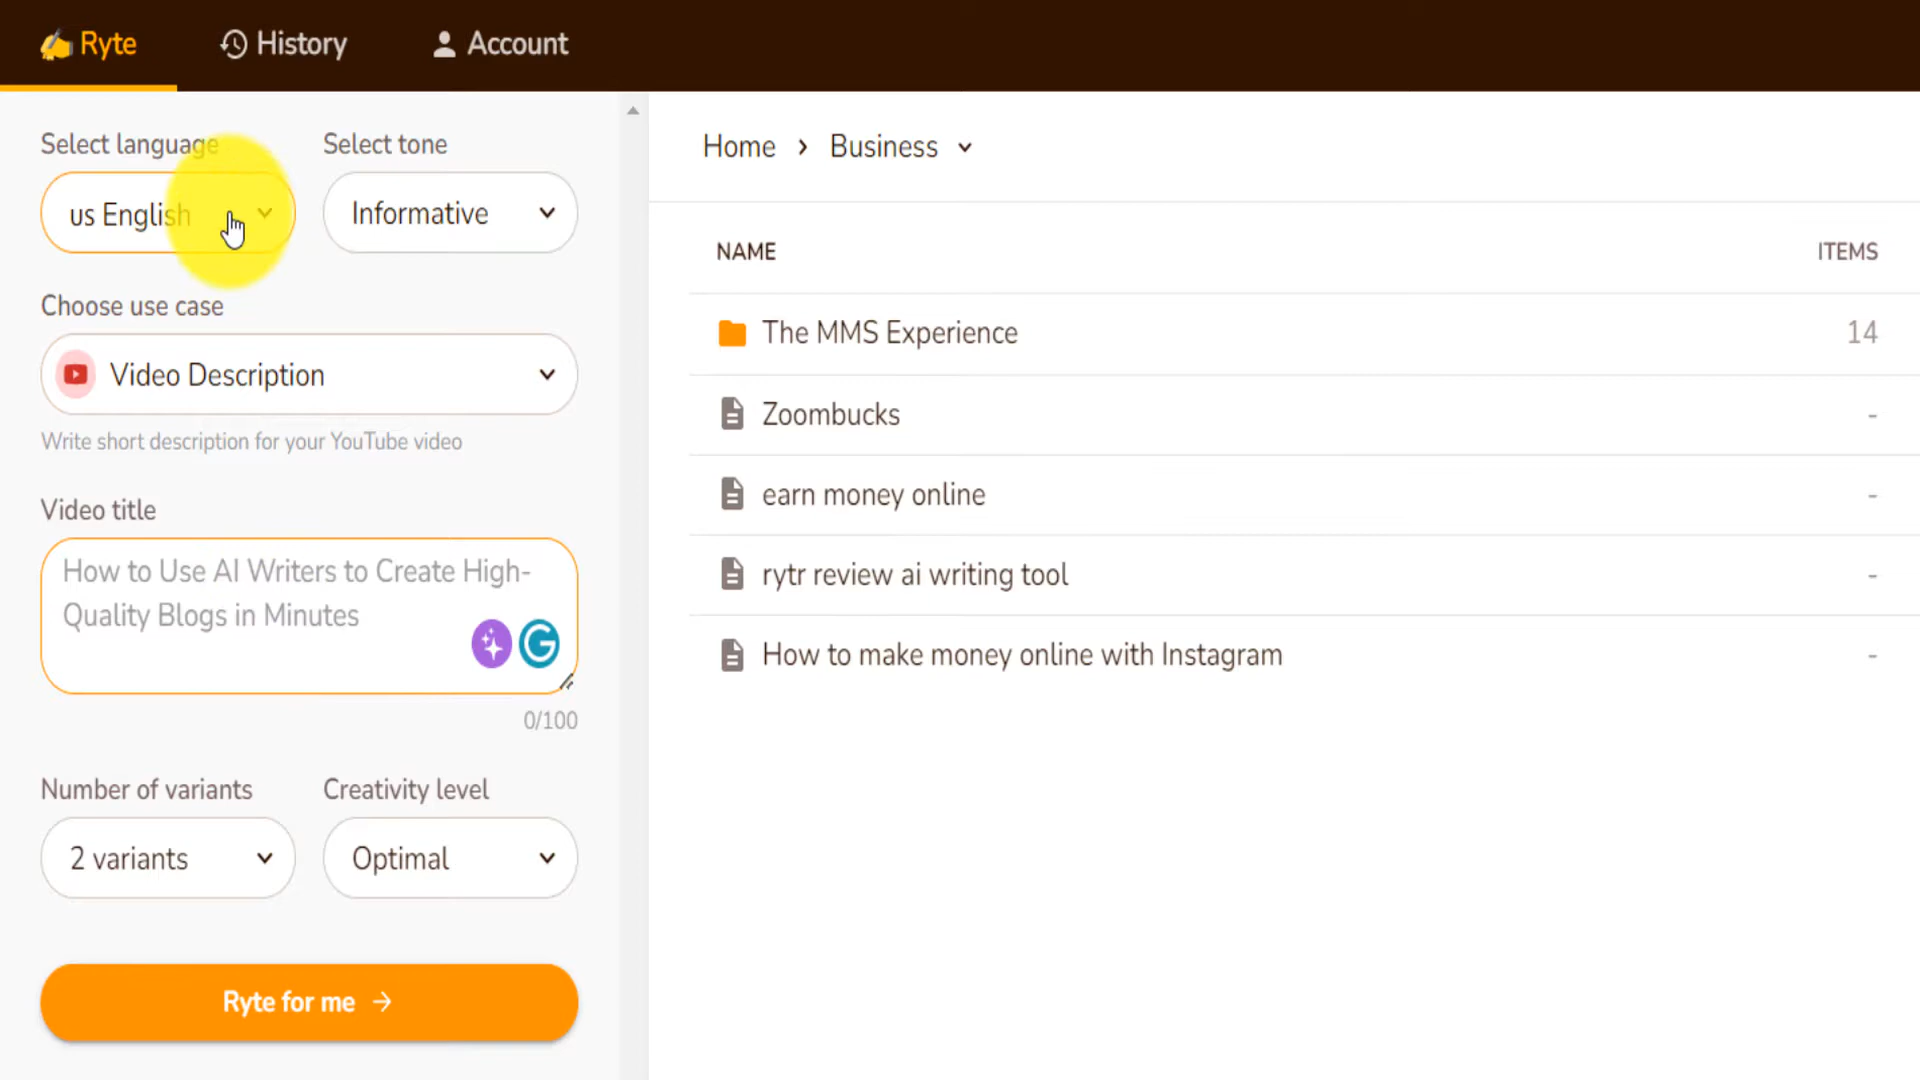 Ryte
History
Account
Select language
Select tone
us English
Informative
Choose use case
Video Description
Write short description for your YouTube video
Video title
How to Use AI Writers to Create High-
Quality Blogs in Minutes
G
0/100
Number of variants
Creativity level
2 variants
Optimal
Ryte for me →
Home › Business
NAME
ITEMS
The MMS Experience
14
Zoombucks
-
earn money online
-
rytr review ai writing tool
-
How to make money online with Instagram
-